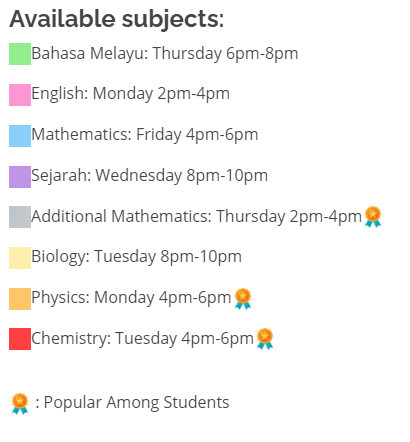 Available subjects:
Bahasa Melayu: Thursday 6pm-8pm
English: Monday 2pm-4pm
Mathematics: Friday 4pm-6pm
Sejarah: Wednesday 8pm-10pm
Additional Mathematics: Thursday 2pm-4pm
Biology: Tuesday 8pm-10pm
Physics: Monday 4pm-6pm
Chemistry: Tuesday 4pm-6pm
: Popular Among Students